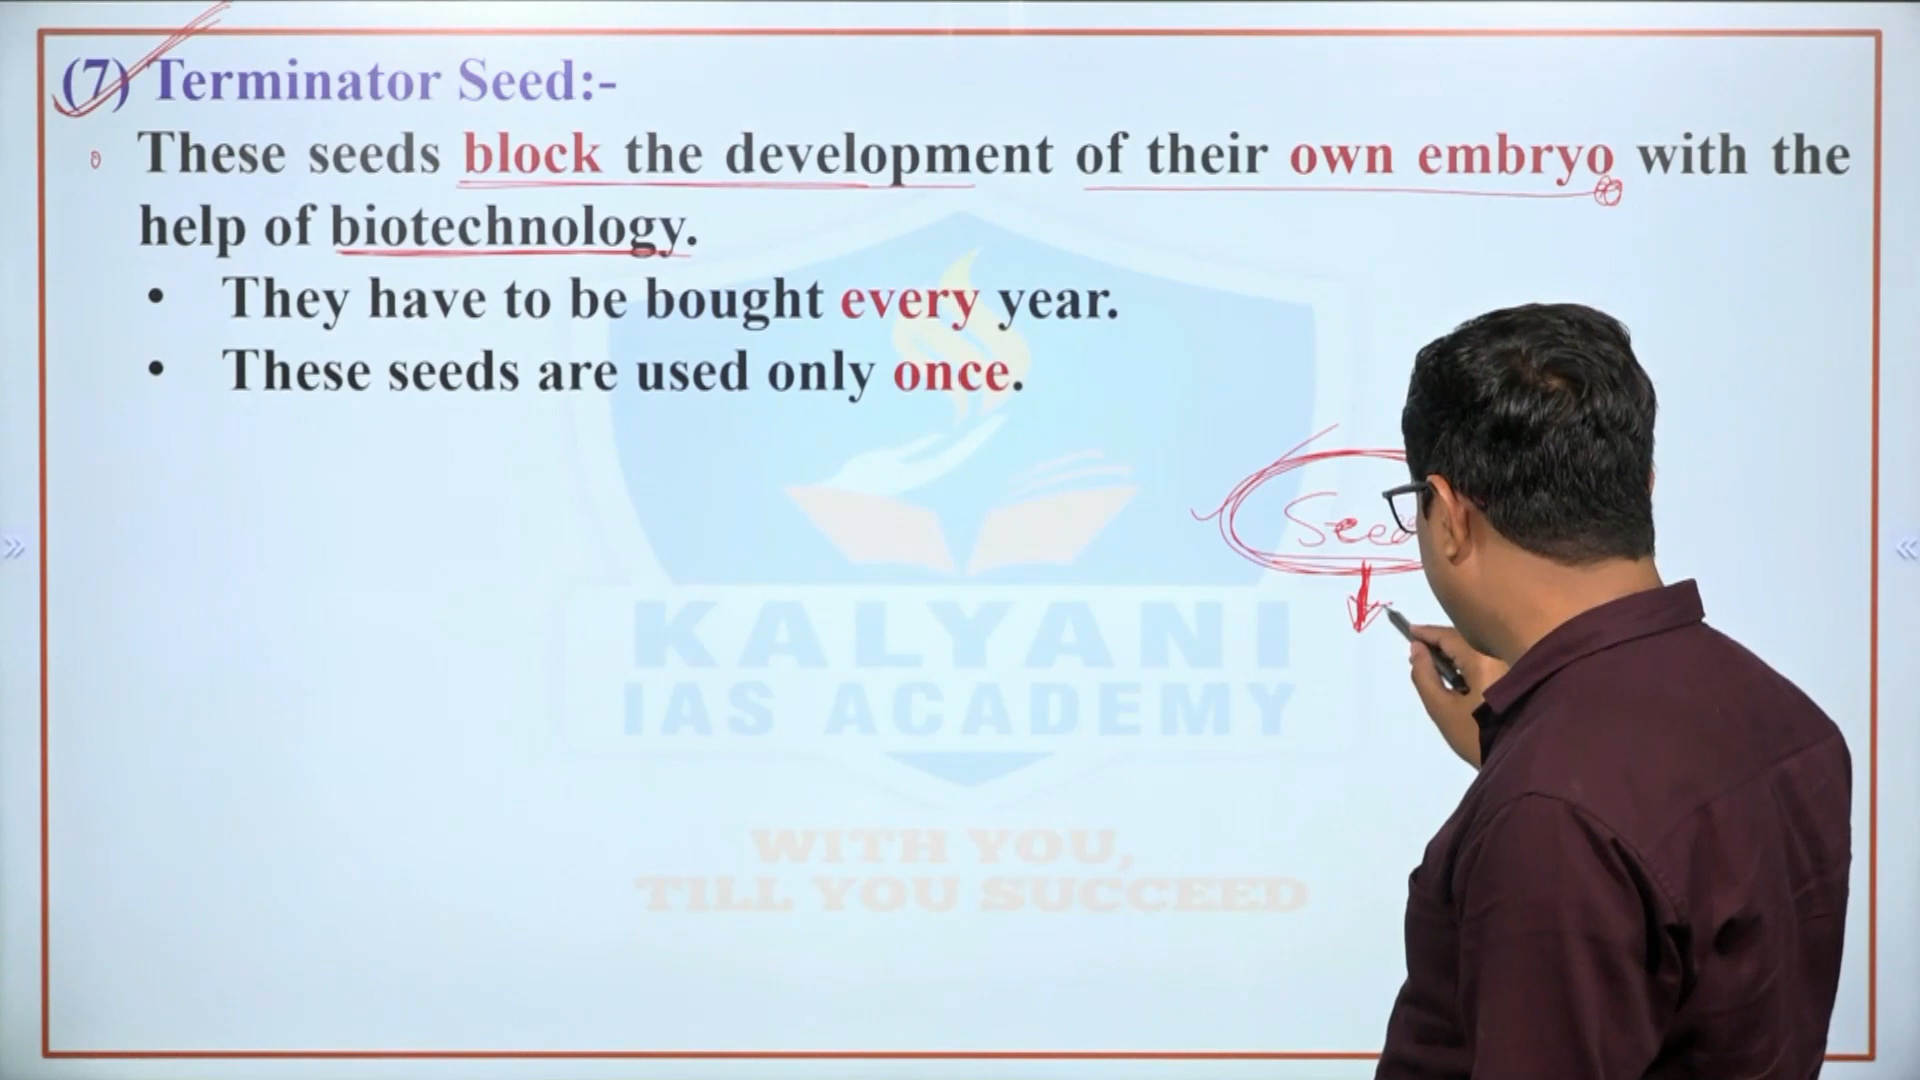 (7) Terminator Seed:-
These seeds block the development of their own embryo with the
help of biotechnology.
• They have to be bought every year.
• These seeds are used only once.
Seed
KALYANI
IAS ACADEMY
WITH YOU,
TILL YOU SUCCEED